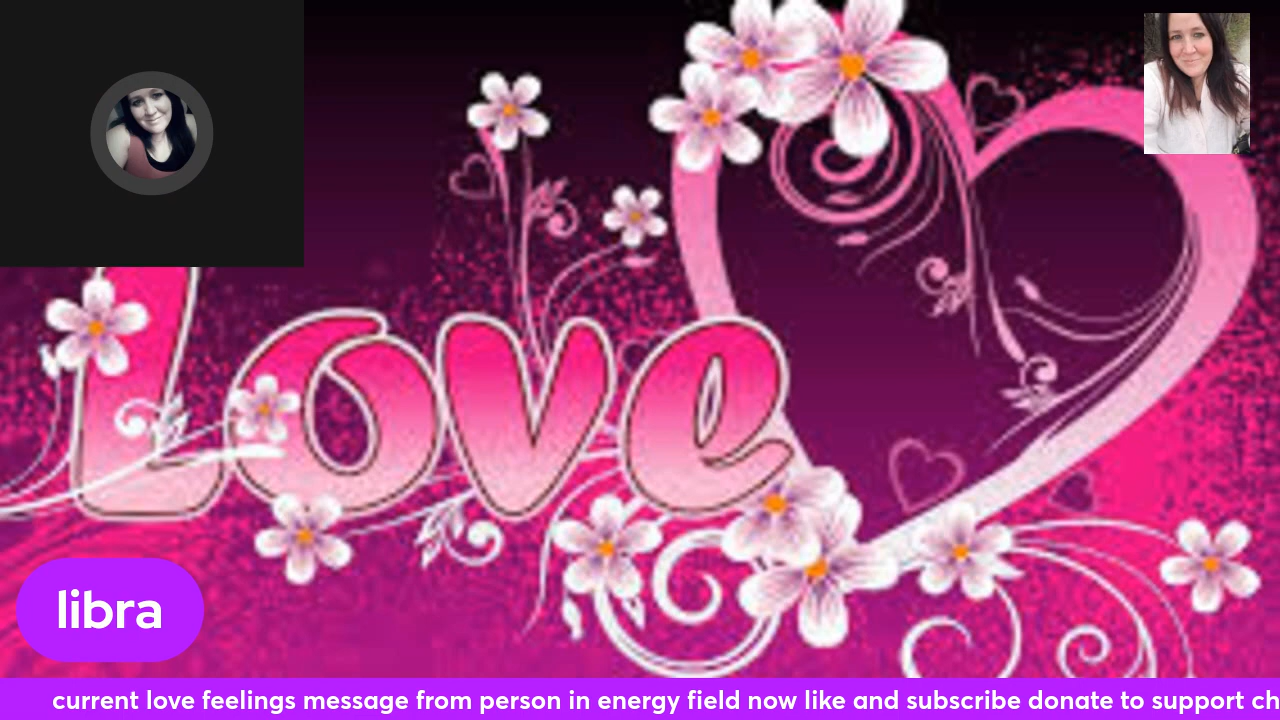 Love
libra
current love feelings message from person in energy field now like and subscribe donate to support ch